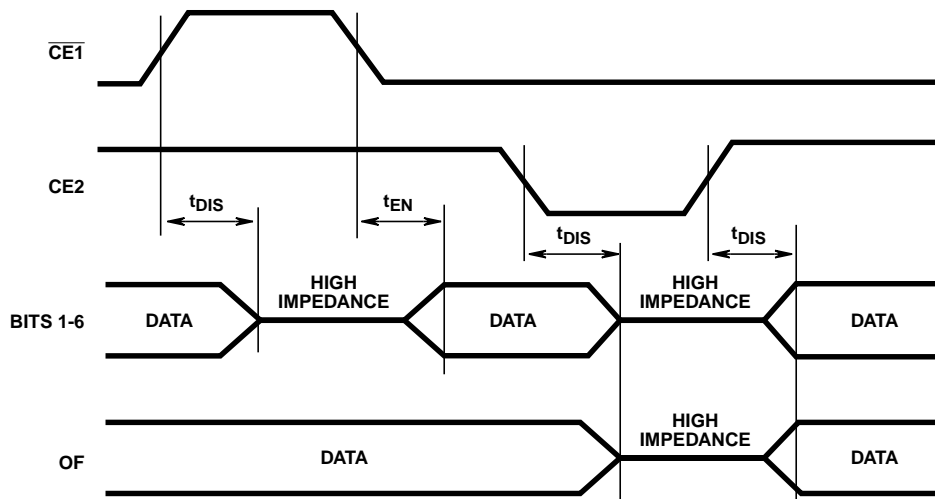 CE1
CE2
tDIS
tEN
tDIS
tDIS
BITS 1-6
DATA
HIGH
IMPEDANCE
DATA
HIGH
IMPEDANCE
DATA
OF
DATA
HIGH
IMPEDANCE
DATA